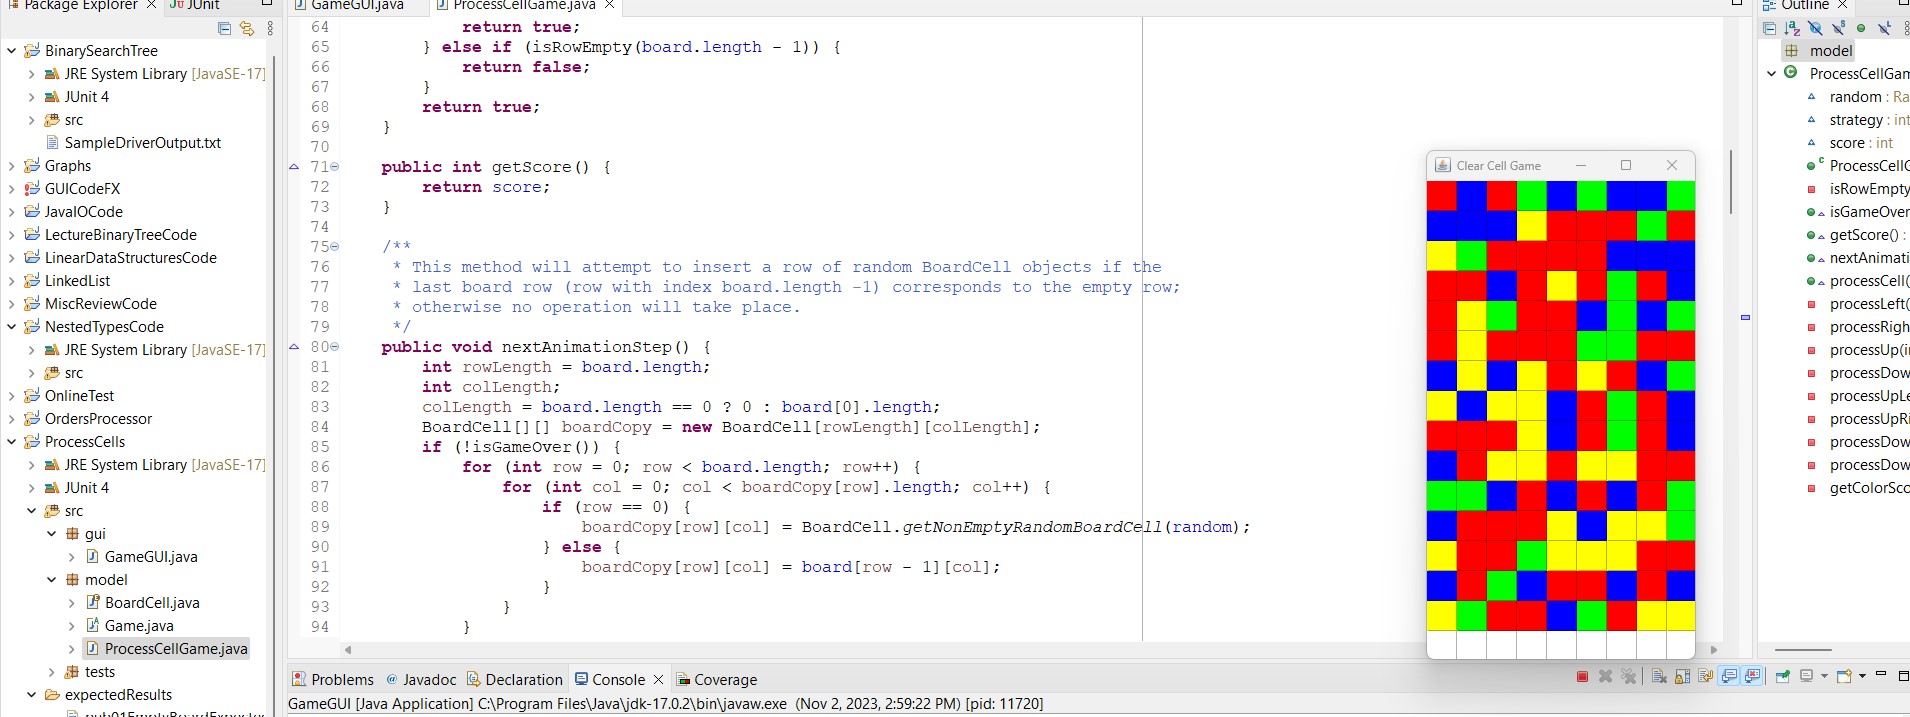 Package Explorer
JUnit
BinarySearchTree
JRE System Library [JavaSE-17]
JUnit 4
src
SampleDriverOutput.txt
Graphs
GUICodeFX
JavaIOCode
LectureBinaryTreeCode
LinearDataStructuresCode
LinkedList
MiscReviewCode
NestedTypesCode
JRE System Library [JavaSE-17]
src
OnlineTest
OrdersProcessor
ProcessCells
JRE System Library [JavaSE-17]
JUnit 4
src
gui
GameGUI.java
model
BoardCell.java
Game.java
ProcessCellGame.java
tests
expectedResults
GameGUI.java
ProcessCellGame.java
64 return true;
65 } else if (isRowEmpty(board.length - 1)) {
66 return false;
67 }
68 return true;
69 }
70
71 public int getScore() {
72 return score;
73 }
74
75 /**
76 * This method will attempt to insert a row of random BoardCell objects if the
77 * last board row (row with index board.length -1) corresponds to the empty row;
78 * otherwise no operation will take place.
79 */
80 public void nextAnimationStep() {
81 int rowLength = board.length;
82 int colLength;
83 colLength = board.length == 0 ? 0 : board[0].length;
84 BoardCell[][] boardCopy = new BoardCell[rowLength][colLength];
85 if (!isGameOver()) {
86 for (int row = 0; row < board.length; row++) {
87 for (int col = 0; col < boardCopy[row].length; col++) {
88 if (row == 0) {
89 boardCopy[row][col] = BoardCell.getNonEmptyRandomBoardCell(random);
90 } else {
91 boardCopy[row][col] = board[row - 1][col];
92 }
93 }
94 }
Clear Cell Game
Problems
@ Javadoc
Declaration
Console
Coverage
GameGUI [Java Application] C:\Program Files\Java\jdk-17.0.2\bin\javaw.exe (Nov 2, 2023, 2:59:22 PM) [pid: 11720]
Outline
model
ProcessCellGam
random : Ra
strategy : int
score : int
ProcessCellG
isRowEmpty
isGameOver
getScore() :
nextAnimati
processCell(
processLeft(
processRigh
processUp(i
processDow
processUpLe
processUpRi
processDow
processDow
getColorSco